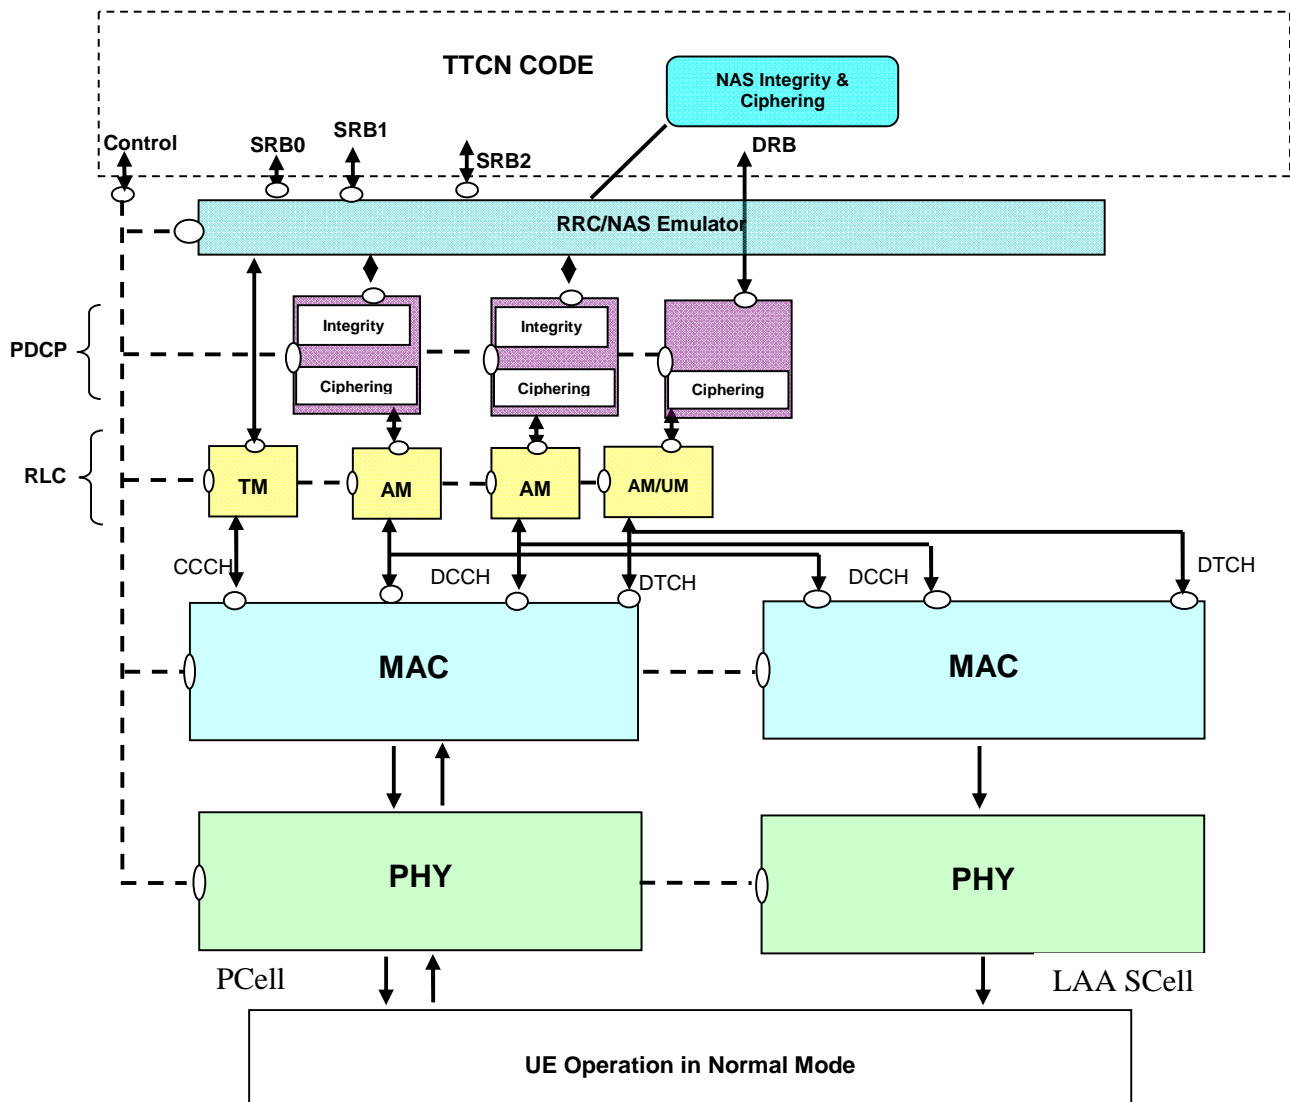 TTCN CODE
NAS Integrity &
Ciphering
Control
SRB0
SRB1
SRB2
DRB
RRC/NAS Emulator
PDCP
Integrity
Ciphering
Integrity
Ciphering
Ciphering
RLC
TM
AM
AM
AM/UM
CCCH
DCCH
DTCH
DCCH
DTCH
MAC
MAC
PHY
PHY
PCell
LAA SCell
UE Operation in Normal Mode